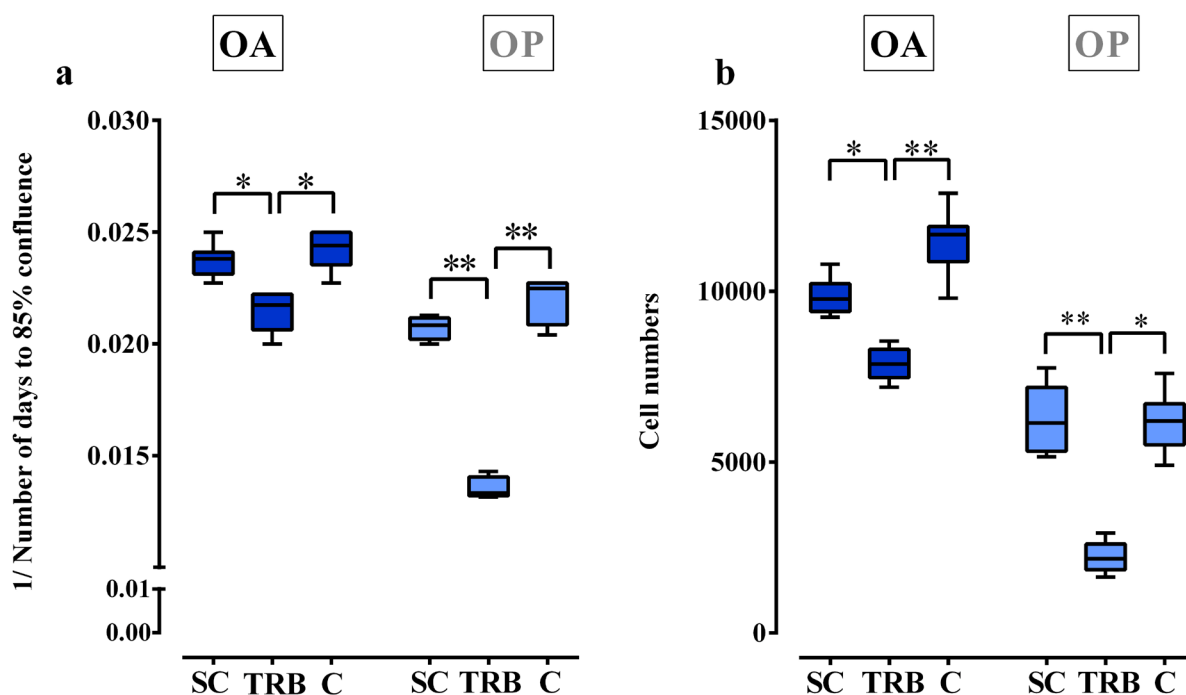 OA OP
a
1/ Number of days to 85% confluence
0.030
0.025
0.020
0.015
0.01
0.00
* *
** **
SC TRB C SC TRB C
OA OP
b
Cell numbers
15000
10000
5000
0
* **
** *
SC TRB C SC TRB C